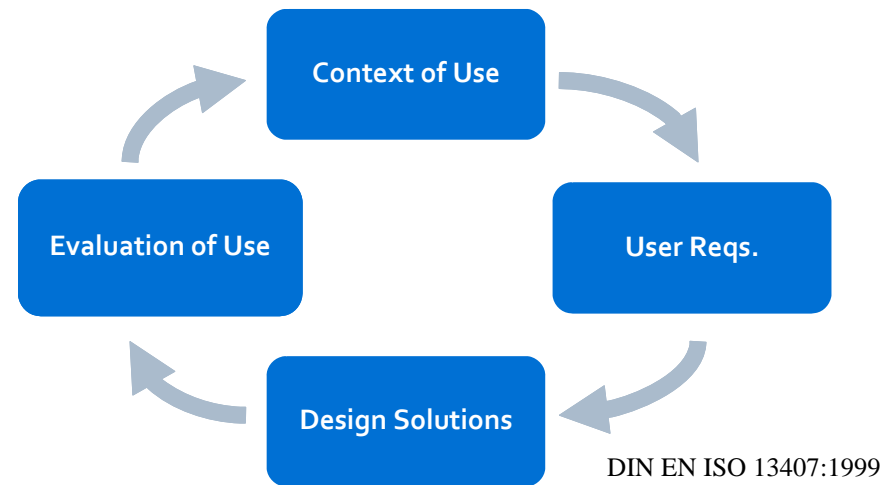 Context of Use
Evaluation of Use
User Reqs.
Design Solutions
DIN EN ISO 13407:1999